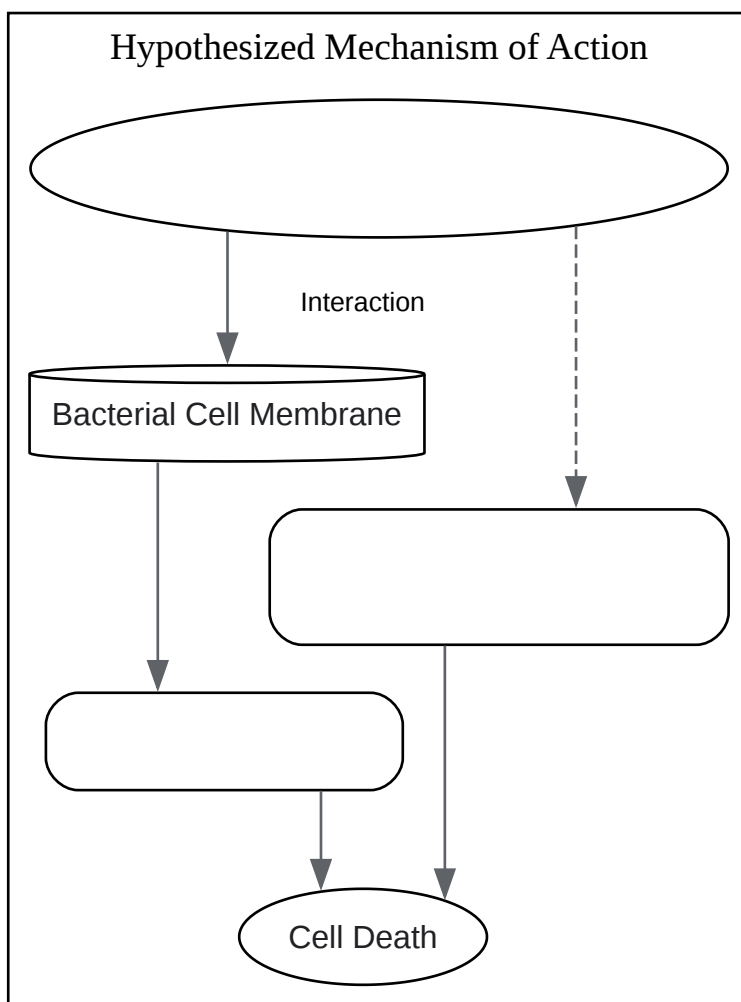 Hypothesized Mechanism of Action
Interaction
Bacterial Cell Membrane
Cell Death